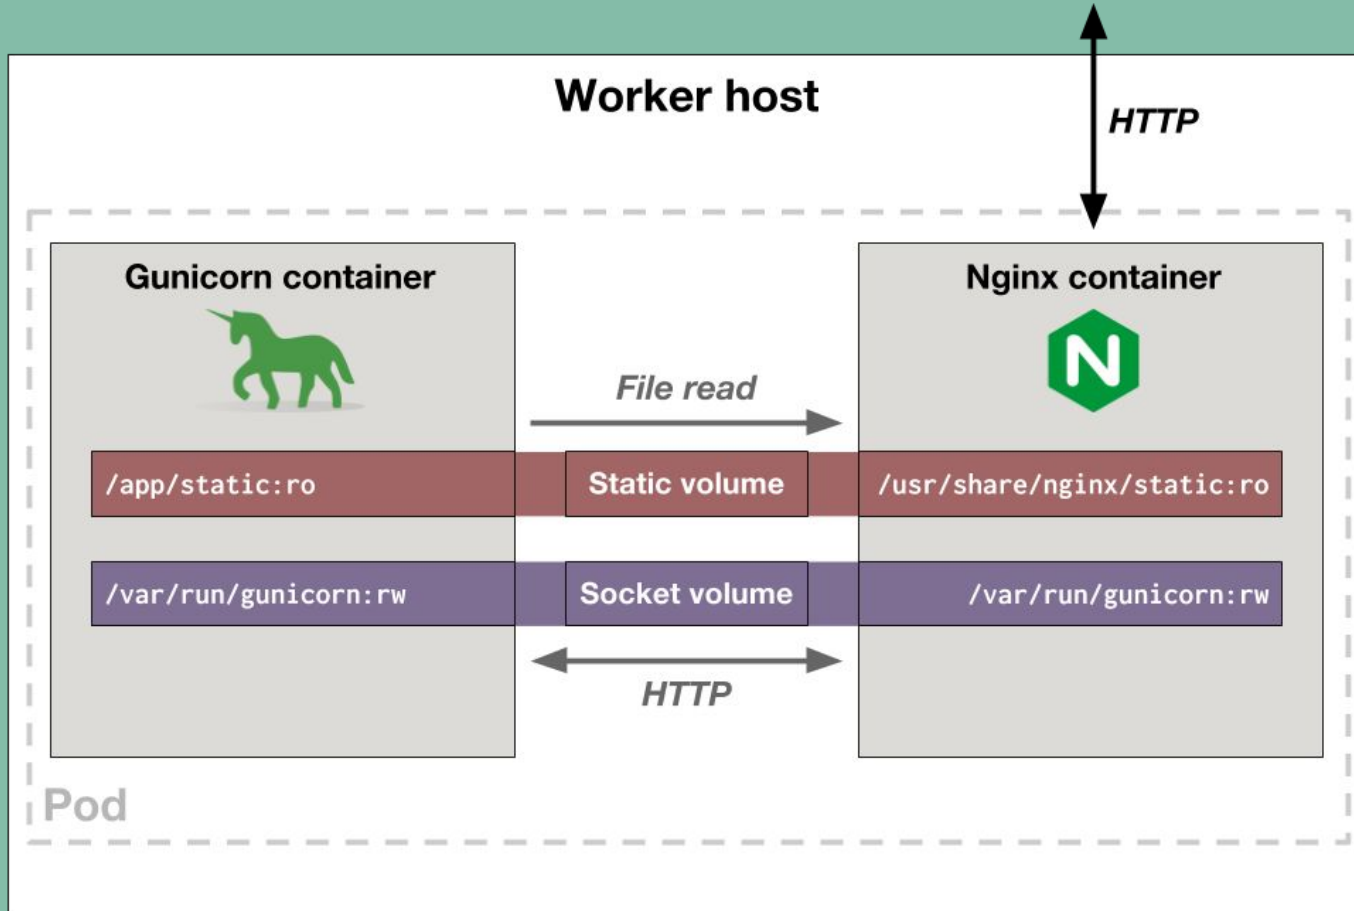 Worker host
HTTP
Gunicorn container
Nginx container
N
File read
/app/static:ro
Static volume
/usr/share/nginx/static:ro
/var/run/gunicorn:rw
Socket volume
/var/run/gunicorn:rw
HTTP
Pod